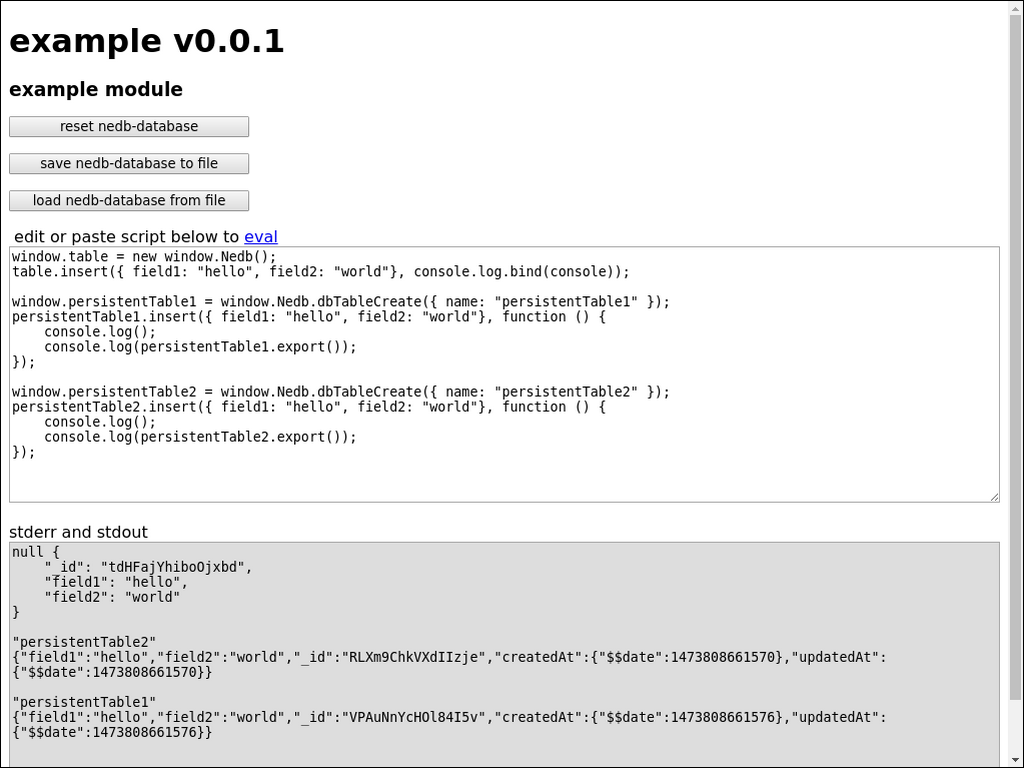 example v0.0.1
example module
reset nedb-database
save nedb-database to file
load nedb-database from file
edit or paste script below to eval
window.table = new window.Nedb();
table.insert({ field1: "hello", field2: "world"}, console.log.bind(console));
window.persistentTable1 = window.Nedb.dbTableCreate({ name: "persistentTable1" });
persistentTable1.insert({ field1: "hello", field2: "world"}, function () {
    console.log();
    console.log(persistentTable1.export());
});
window.persistentTable2 = window.Nedb.dbTableCreate({ name: "persistentTable2" });
persistentTable2.insert({ field1: "hello", field2: "world"}, function () {
    console.log();
    console.log(persistentTable2.export());
});
stderr and stdout
null {
    "_id": "tdHFajYhiboOjxbd",
    "field1": "hello",
    "field2": "world"
}
"persistentTable2"
{"field1":"hello","field2":"world","_id":"RLXm9ChkVXdIIzje","createdAt":{"$$date":1473808661570},"updatedAt":
{"$$date":1473808661570}}
"persistentTable1"
{"field1":"hello","field2":"world","_id":"VPAuNnYcHOl84I5v","createdAt":{"$$date":1473808661576},"updatedAt":
{"$$date":1473808661576}}